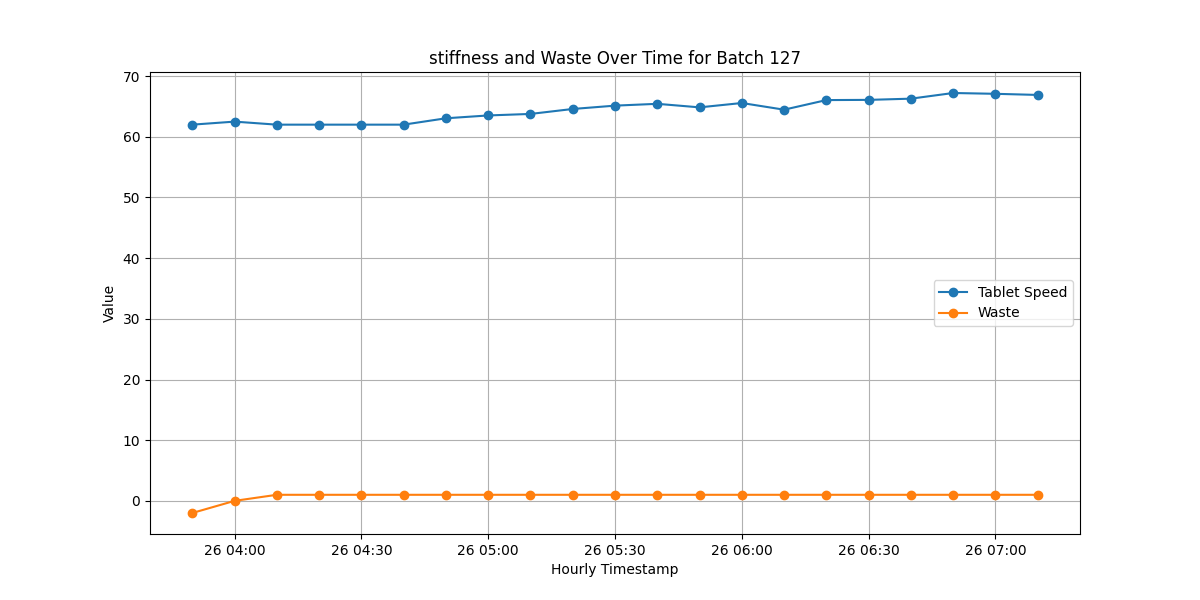 stiffness and Waste Over Time for Batch 127
70
60
50
40
30
20
10
0
Value
Tablet Speed
Waste
26 04:00 26 04:30 26 05:00 26 05:30 26 06:00 26 06:30 26 07:00
Hourly Timestamp